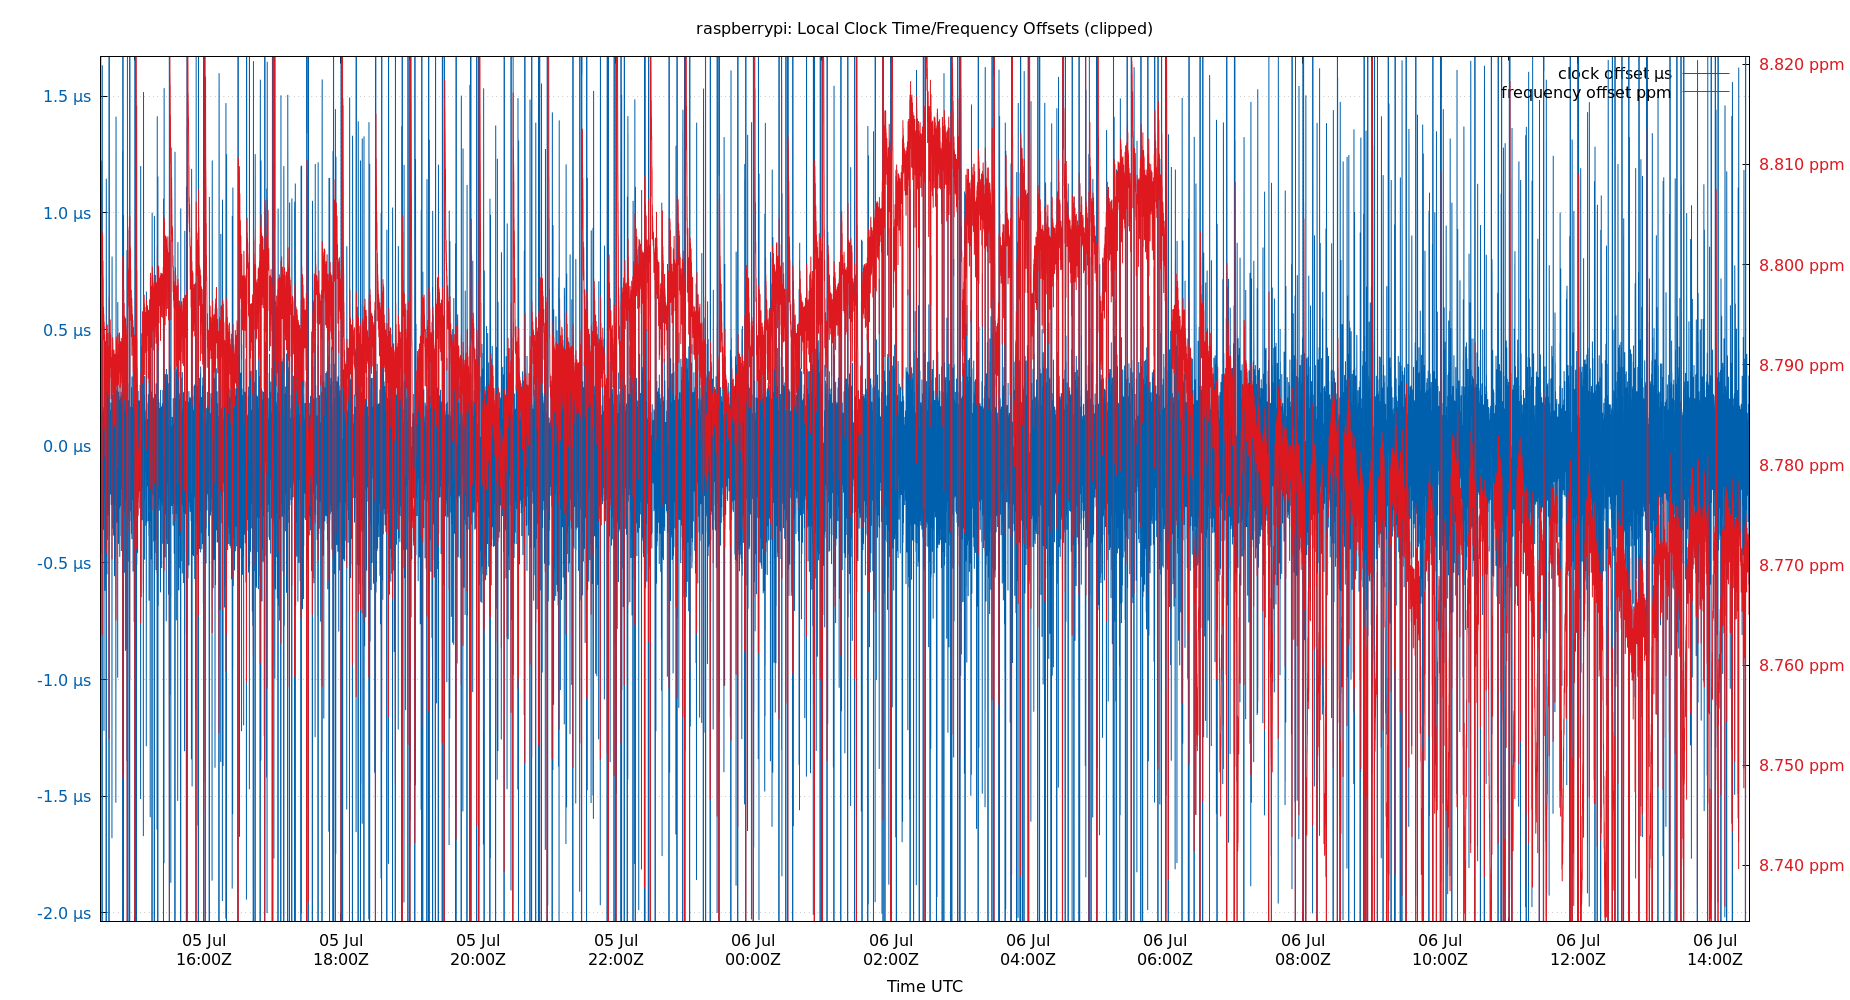 raspberrypi: Local Clock Time/Frequency Offsets (clipped)
clock offset µs
frequency offset ppm
1.5 µs
1.0 µs
0.5 µs
0.0 µs
-0.5 µs
-1.0 µs
-1.5 µs
-2.0 µs
8.820 ppm
8.810 ppm
8.800 ppm
8.790 ppm
8.780 ppm
8.770 ppm
8.760 ppm
8.750 ppm
8.740 ppm
05 Jul
16:00Z
05 Jul
18:00Z
05 Jul
20:00Z
05 Jul
22:00Z
06 Jul
00:00Z
06 Jul
02:00Z
06 Jul
04:00Z
06 Jul
06:00Z
06 Jul
08:00Z
06 Jul
10:00Z
06 Jul
12:00Z
06 Jul
14:00Z
Time UTC